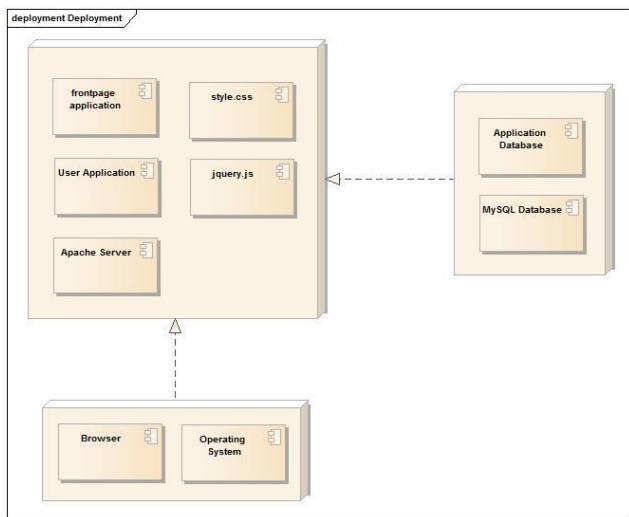 deployment Deployment
frontpage
application
style.css
User Application
jquery.js
Apache Server
Application
Database
MySQL Database
Browser
Operating
System